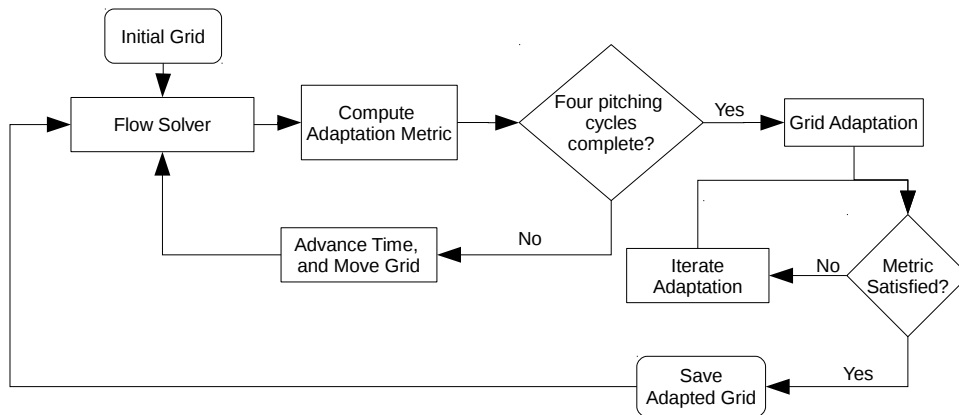 Initial Grid
Flow Solver
Compute
Adaptation Metric
Four pitching
cycles
complete?
Yes
Grid Adaptation
No
Advance Time,
and Move Grid
Iterate
Adaptation
No
Metric
Satisfied?
Yes
Save
Adapted Grid